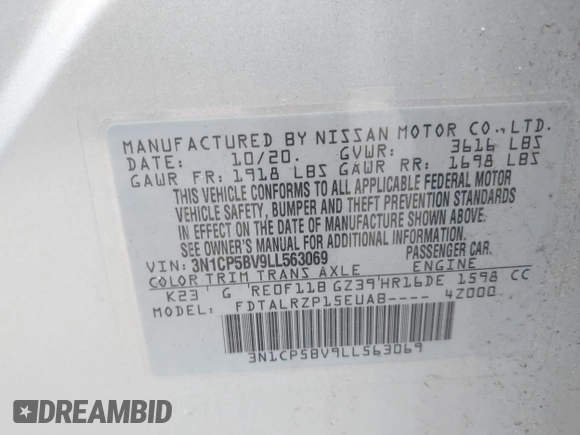 MANUFACTURED BY NISSAN MOTOR CO., LTD.
DATE: 10/20. GVWR: 3616 LBS
GAWR FR: 1918 LBS GAWR RR: 1698 LBS
THIS VEHICLE CONFORMS TO ALL APPLICABLE FEDERAL MOTOR
VEHICLE SAFETY, BUMPER AND THEFT PREVENTION STANDARDS
IN EFFECT ON THE DATE OF MANUFACTURE SHOWN ABOVE.
SEE OWNER'S MANUAL FOR ADDITIONAL INFORMATION.
VIN: 3N1CP5BV9LL563069 PASSENGER CAR.
COLOR TRIM TRANS AXLE ENGINE
K23 G 'RE0F11B GZ39'HR16DE 1598 CC
FDTALRZP15EUAB---- 4Z000
3N1CP5BV9LL563069
DREAMBID